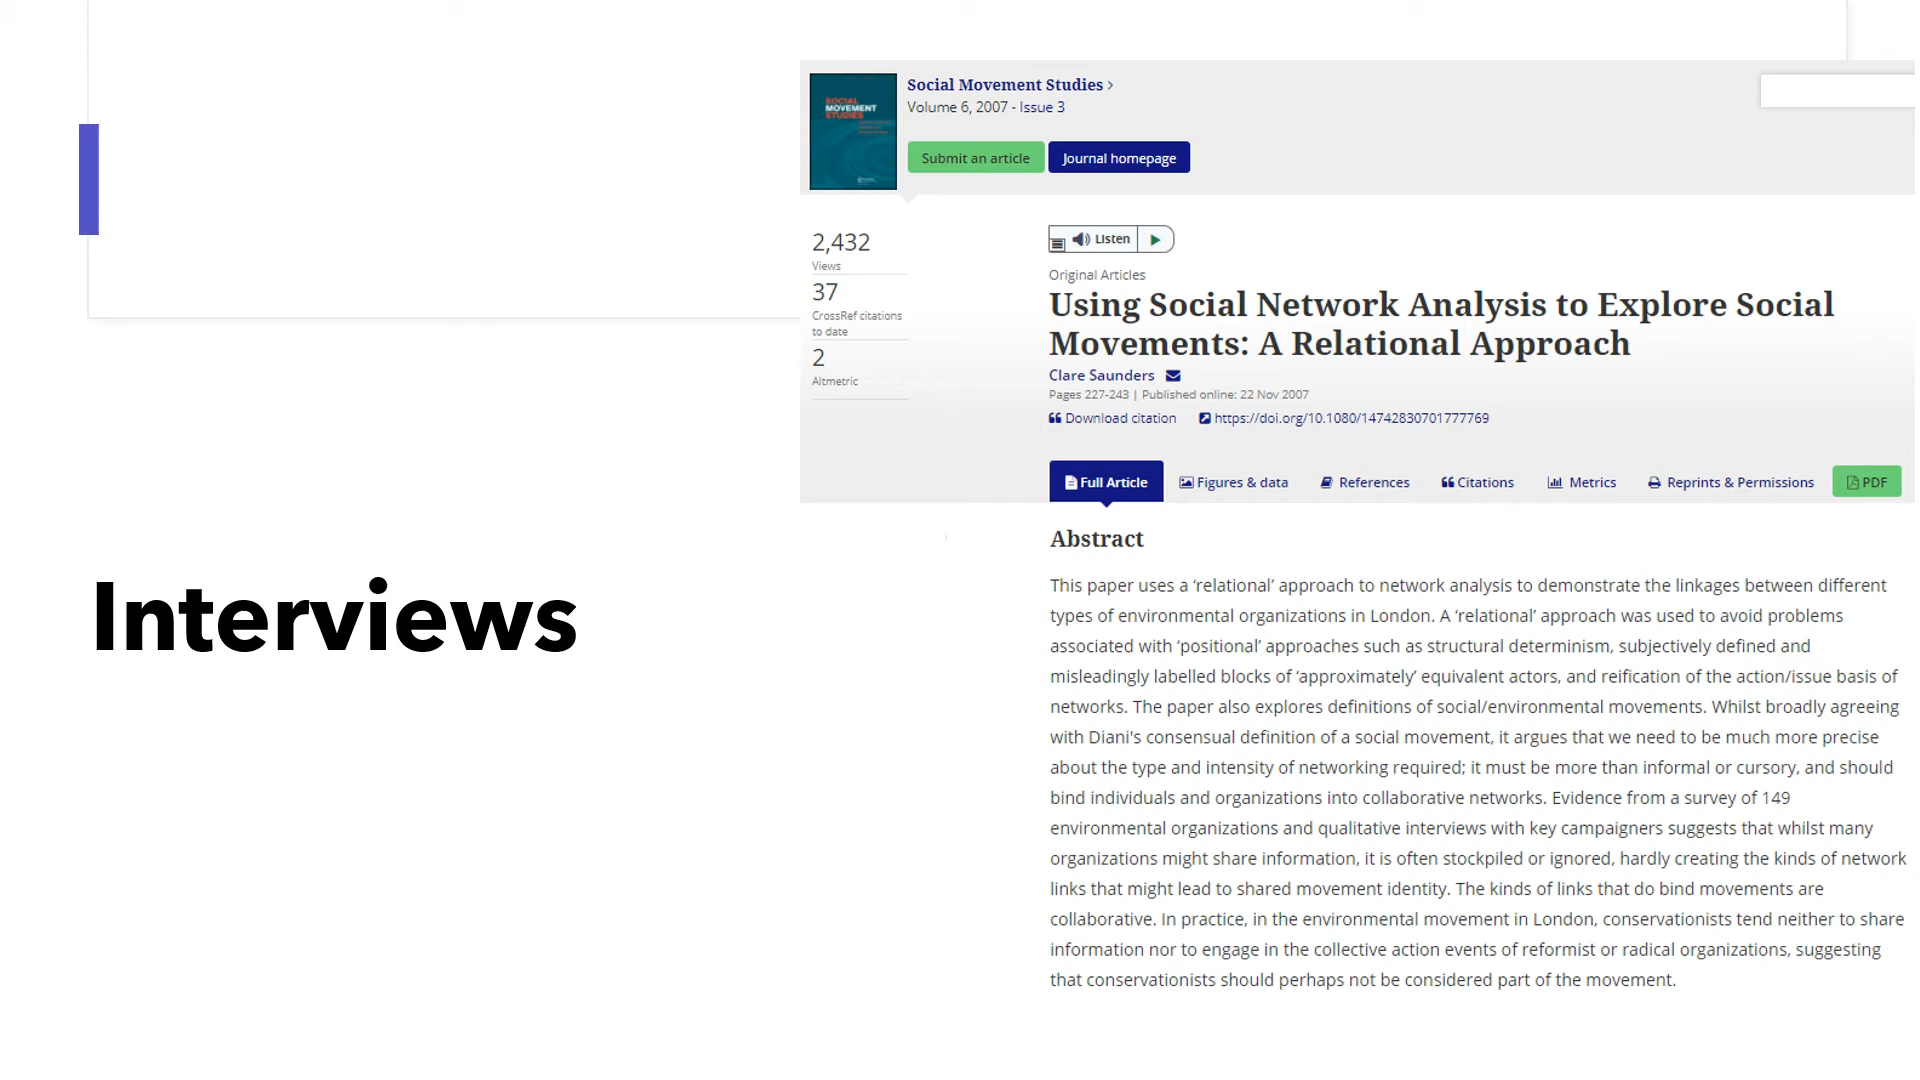 Interviews
SOCIAL
MOVEMENT
STUDIES
Social Movement Studies >
Volume 6, 2007 - Issue 3
Submit an article
Journal homepage
2,432
Views
37
CrossRef citations
to date
2
Altmetric
Listen
Original Articles
Using Social Network Analysis to Explore Social
Movements: A Relational Approach
Clare Saunders
Pages 227-243 | Published online: 22 Nov 2007
Download citation https://doi.org/10.1080/14742830701777769
Full Article Figures & data References Citations Metrics Reprints & Permissions PDF
Abstract
This paper uses a ‘relational’ approach to network analysis to demonstrate the linkages between different
types of environmental organizations in London. A ‘relational’ approach was used to avoid problems
associated with ‘positional’ approaches such as structural determinism, subjectively defined and
misleadingly labelled blocks of ‘approximately’ equivalent actors, and reification of the action/issue basis of
networks. The paper also explores definitions of social/environmental movements. Whilst broadly agreeing
with Diani's consensual definition of a social movement, it argues that we need to be much more precise
about the type and intensity of networking required; it must be more than informal or cursory, and should
bind individuals and organizations into collaborative networks. Evidence from a survey of 149
environmental organizations and qualitative interviews with key campaigners suggests that whilst many
organizations might share information, it is often stockpiled or ignored, hardly creating the kinds of network
links that might lead to shared movement identity. The kinds of links that do bind movements are
collaborative. In practice, in the environmental movement in London, conservationists tend neither to share
information nor to engage in the collective action events of reformist or radical organizations, suggesting
that conservationists should perhaps not be considered part of the movement.